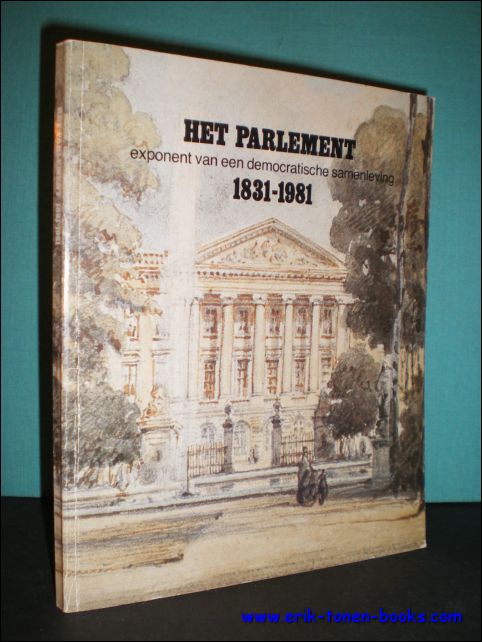 HET PARLEMENT
exponent van een democratische samenleving
1831-1981
www.erik-tonen-books.com